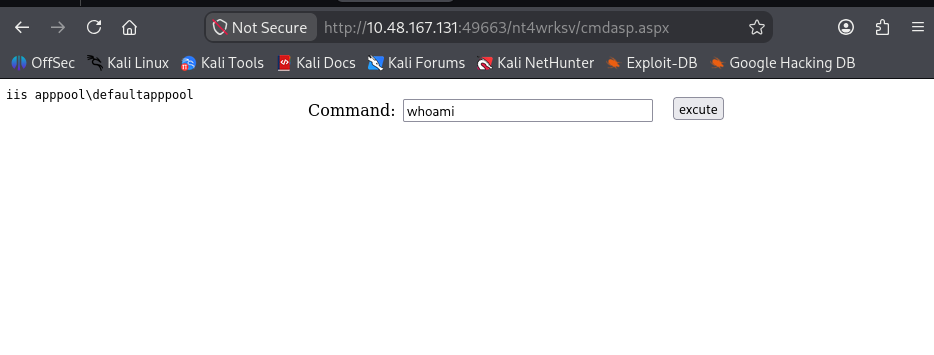 Not Secure http://10.48.167.131:49663/nt4wrksv/cmdasp.aspx
OffSec Kali Linux Kali Tools Kali Docs Kali Forums Kali NetHunter Exploit-DB Google Hacking DB
iis apppool\defaultapppool
Command: whoami excute